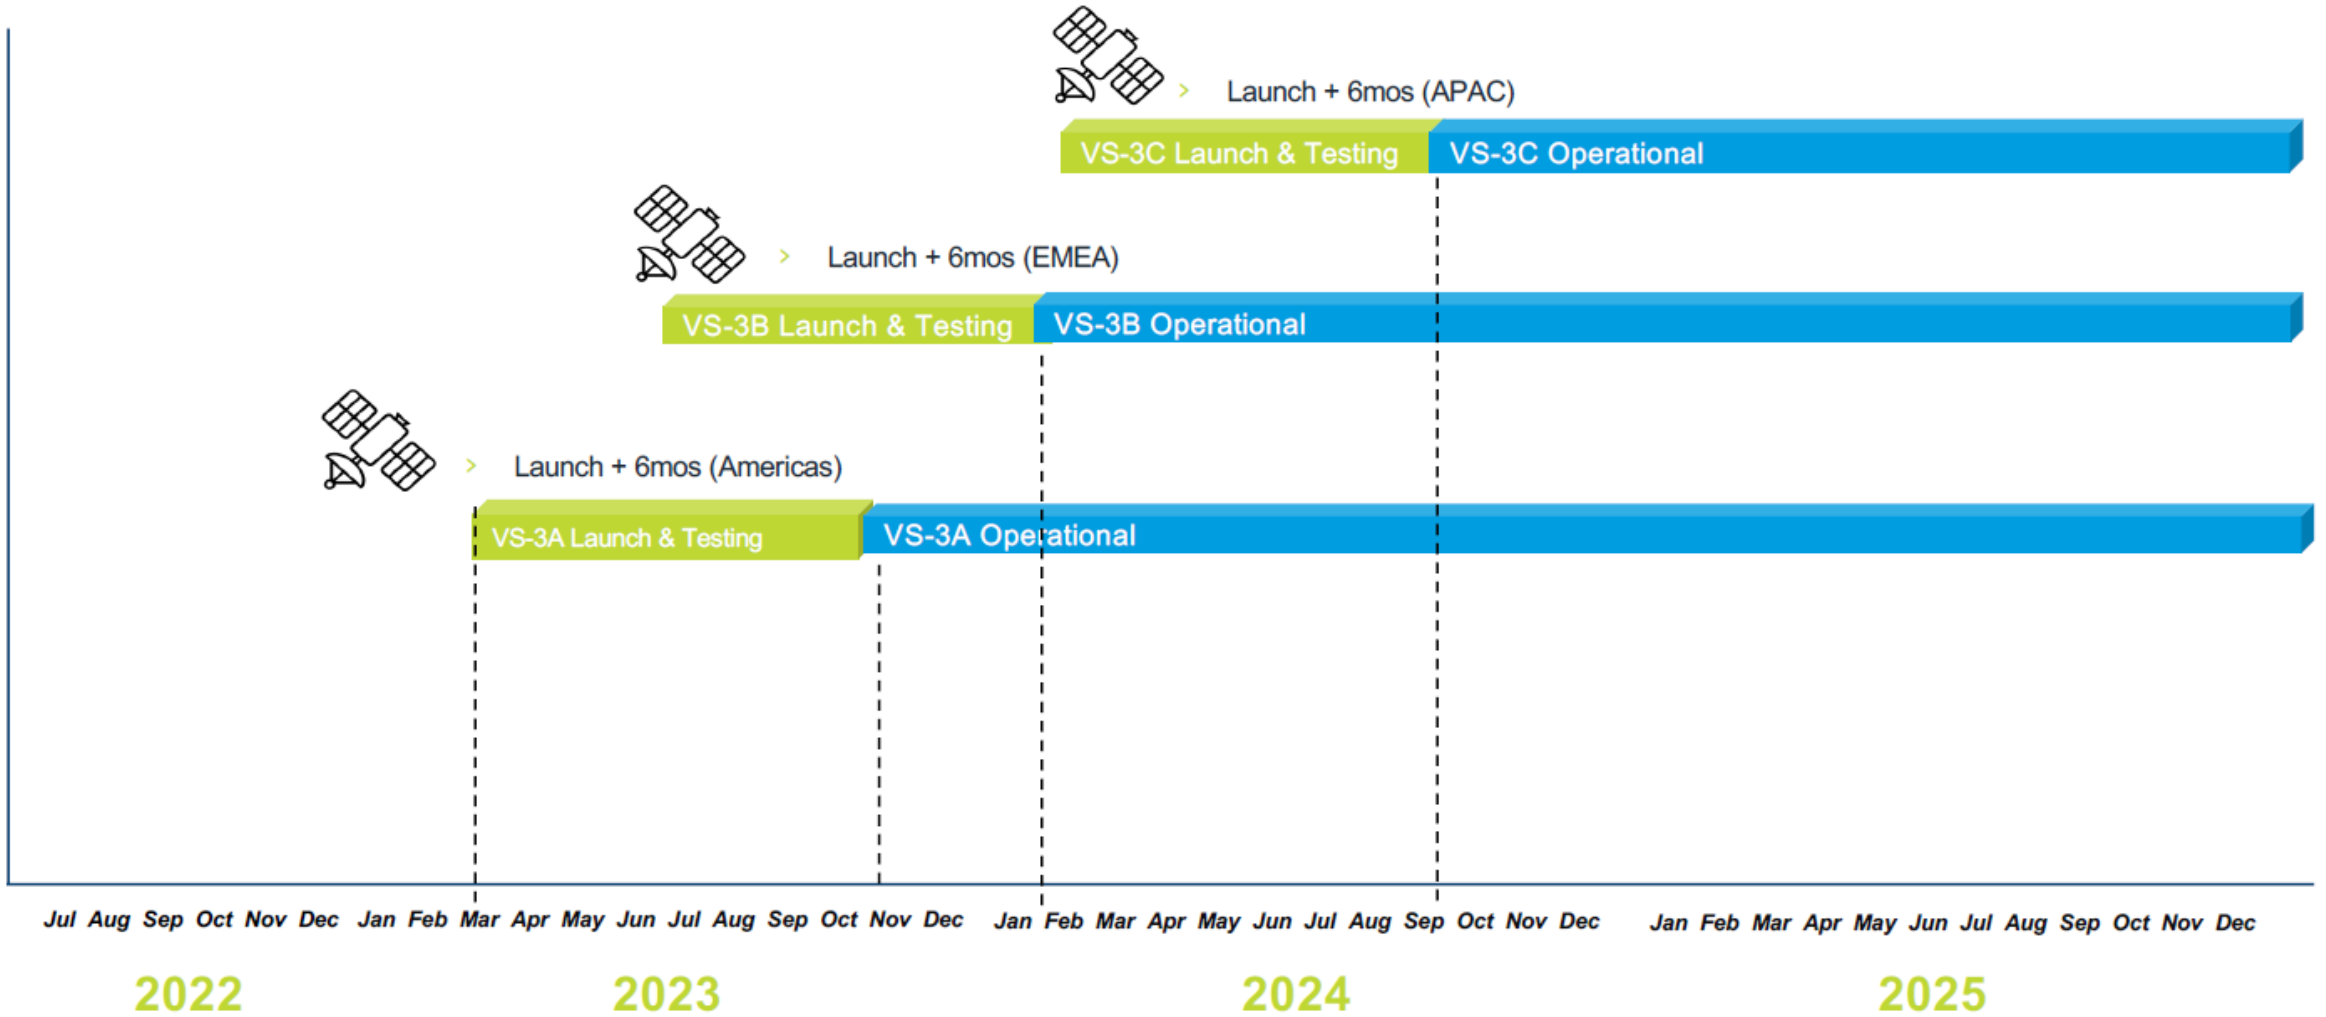 Launch + 6mos (APAC)
VS-3C Launch & Testing VS-3C Operational
Launch + 6mos (EMEA)
VS-3B Launch & Testing VS-3B Operational
Launch + 6mos (Americas)
VS-3A Launch & Testing VS-3A Operational
Jul Aug Sep Oct Nov Dec Jan Feb Mar Apr May Jun Jul Aug Sep Oct Nov Dec Jan Feb Mar Apr May Jun Jul Aug Sep Oct Nov Dec Jan Feb Mar Apr May Jun Jul Aug Sep Oct Nov Dec
2022 2023 2024 2025